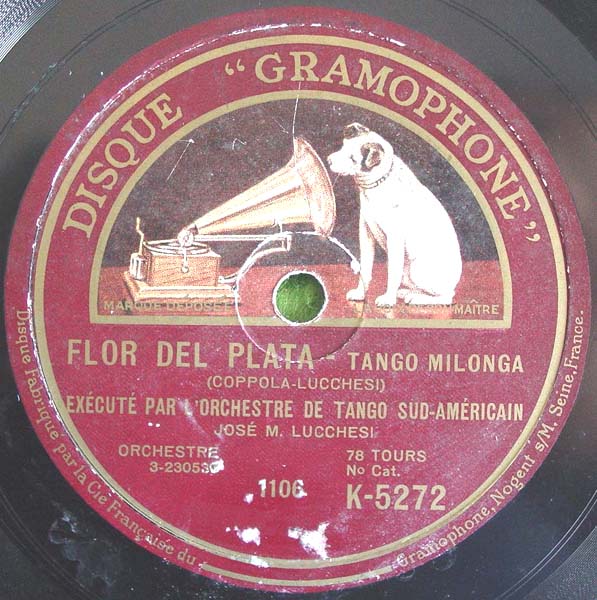 DISQUE "GRAMOPHONE"
MARQUE DÉPOSÉE
MAÎTRE
FLOR DEL PLATA - TANGO MILONGA
(COPPOLA-LUCCHESI)
EXÉCUTÉ PAR L'ORCHESTRE DE TANGO SUD-AMÉRICAIN
JOSÉ M. LUCCHESI
ORCHESTRE
78 TOURS
No Cat.
1106
K-5272
Disque Fabriqué par la Cie Française du Gramophone, Nogent s/M. Seine, France.